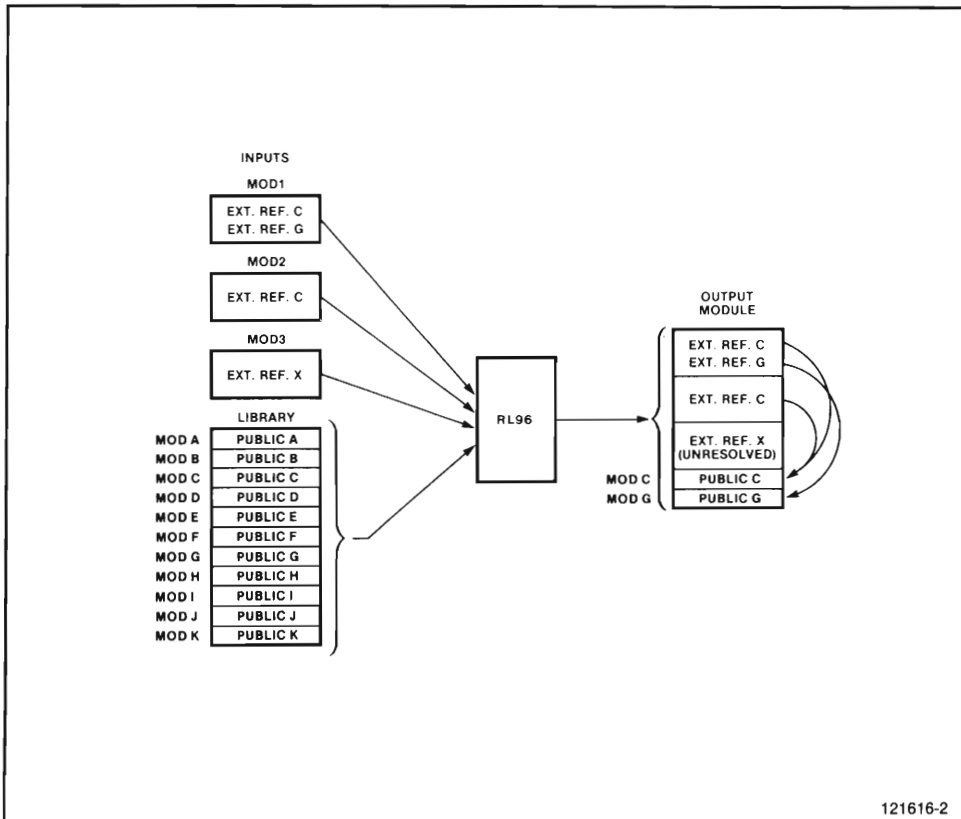 INPUTS
MOD1
EXT. REF. C
EXT. REF. G
MOD2
EXT. REF. C
MOD3
EXT. REF. X
LIBRARY
MOD A PUBLIC A
MOD B PUBLIC B
MOD C PUBLIC C
MOD D PUBLIC D
MOD E PUBLIC E
MOD F PUBLIC F
MOD G PUBLIC G
MOD H PUBLIC H
MOD I PUBLIC I
MOD J PUBLIC J
MOD K PUBLIC K
RL96
OUTPUT
MODULE
EXT. REF. C
EXT. REF. G
EXT. REF. C
EXT. REF. X
(UNRESOLVED)
MOD C PUBLIC C
MOD G PUBLIC G
121616-2